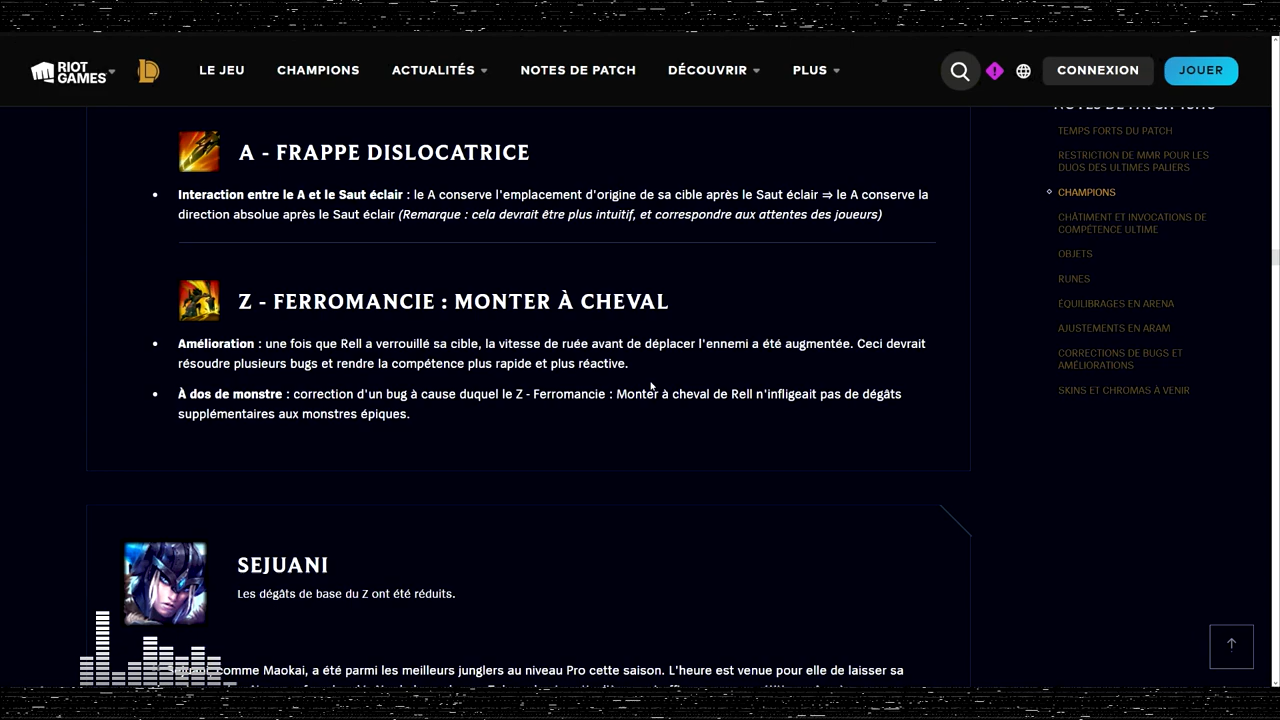 RIOT GAMES
LE JEU
CHAMPIONS
ACTUALITÉS
NOTES DE PATCH
DÉCOUVRIR
PLUS
CONNEXION
JOUER
A - FRAPPE DISLOCATRICE
Interaction entre le A et le Saut éclair : le A conserve l'emplacement d'origine de sa cible après le Saut éclair ⇒ le A conserve la
direction absolue après le Saut éclair (Remarque : cela devrait être plus intuitif, et correspondre aux attentes des joueurs)
Z - FERROMANCIE : MONTER À CHEVAL
Amélioration : une fois que Rell a verrouillé sa cible, la vitesse de ruée avant de déplacer l'ennemi a été augmentée. Ceci devrait
résoudre plusieurs bugs et rendre la compétence plus rapide et plus réactive.
À dos de monstre : correction d'un bug à cause duquel le Z - Ferromancie : Monter à cheval de Rell n'infligeait pas de dégâts
supplémentaires aux monstres épiques.
SEJUANI
Les dégâts de base du Z ont été réduits.
Sejuani, comme Maokai, a été parmi les meilleurs junglers au niveau Pro cette saison. L'heure est venue pour elle de laisser sa
TEMPS FORTS DU PATCH
RESTRICTION DE MMR POUR LES
DUOS DES ULTIMES PALIERS
CHAMPIONS
CHÂTIMENT ET INVOCATIONS DE
COMPÉTENCE ULTIME
OBJETS
RUNES
ÉQUILIBRAGES EN ARENA
AJUSTEMENTS EN ARAM
CORRECTIONS DE BUGS ET
AMÉLIORATIONS
SKINS ET CHROMAS À VENIR